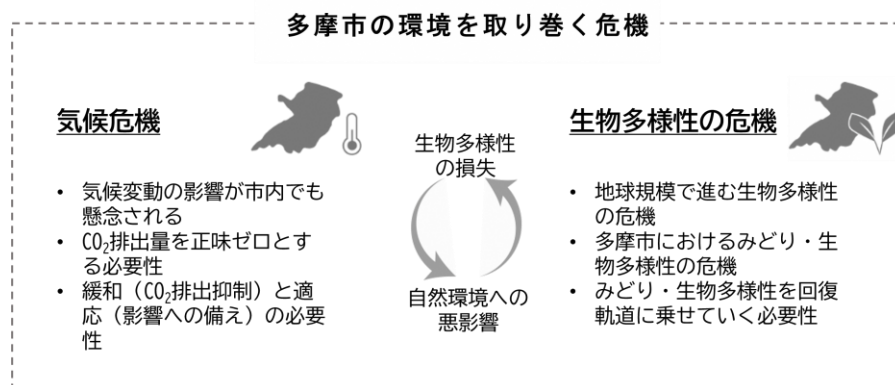 多摩市の環境を取り巻く危機
気候危機
• 気候変動の影響が市内でも
懸念される
• CO₂排出量を正味ゼロとす
る必要性
• 緩和（CO₂排出抑制）と適
応（影響への備え）の必要
性
生物多様性
の損失
自然環境への
悪影響
生物多様性の危機
• 地球規模で進む生物多様性
の危機
• 多摩市におけるみどり・生
物多様性の危機
• みどり・生物多様性を回復
軌道に乗せていく必要性